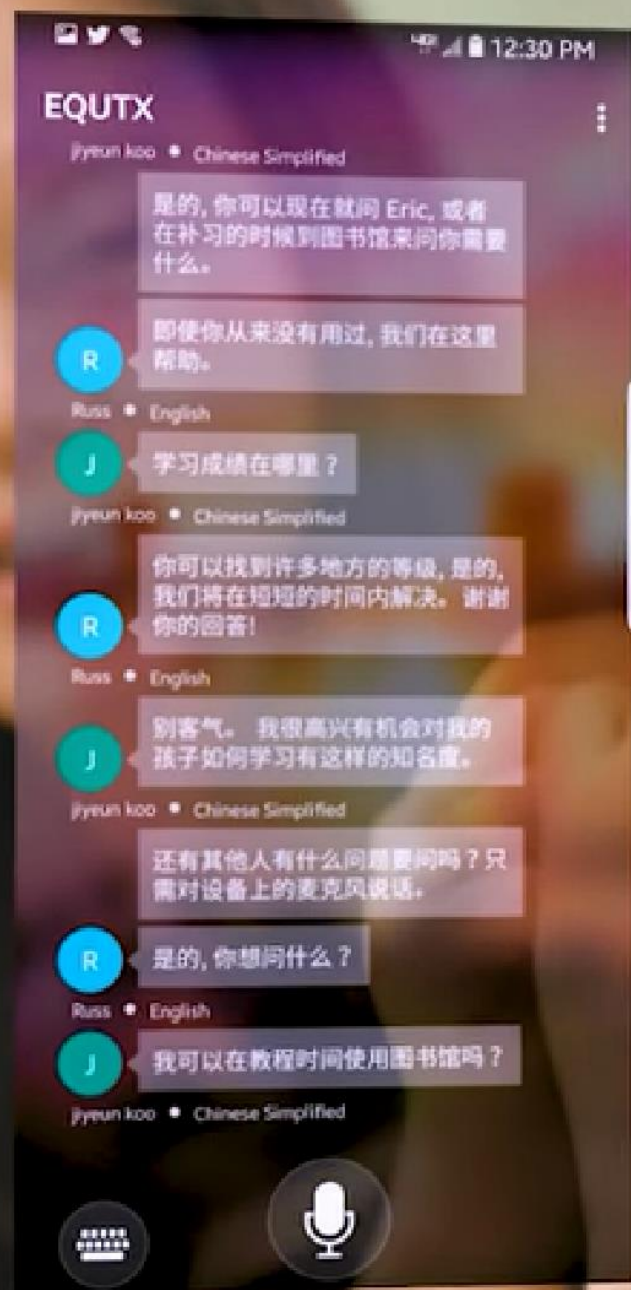 12:30 PM
EQUTX
jiyeun koo • Chinese Simplified
是的, 你可以现在就问 Eric, 或者
在补习的时候到图书馆来问你需要
什么。
即使你从来没有用过, 我们在这里
帮助。
R
Russ • English
J
学习成绩在哪里？
jiyeun koo • Chinese Simplified
你可以找到许多地方的等级, 是的,
我们将在短短的时间内解决。谢谢
你的回答!
R
Russ • English
别客气。 我很高兴有机会对我的
孩子如何学习有这样的知名度。
J
jiyeun koo • Chinese Simplified
还有其他人有什么问题要问吗？只
需对设备上的麦克风说话。
R
是的, 你想问什么？
Russ • English
J
我可以在教程时间使用图书馆吗？
jiyeun koo • Chinese Simplified